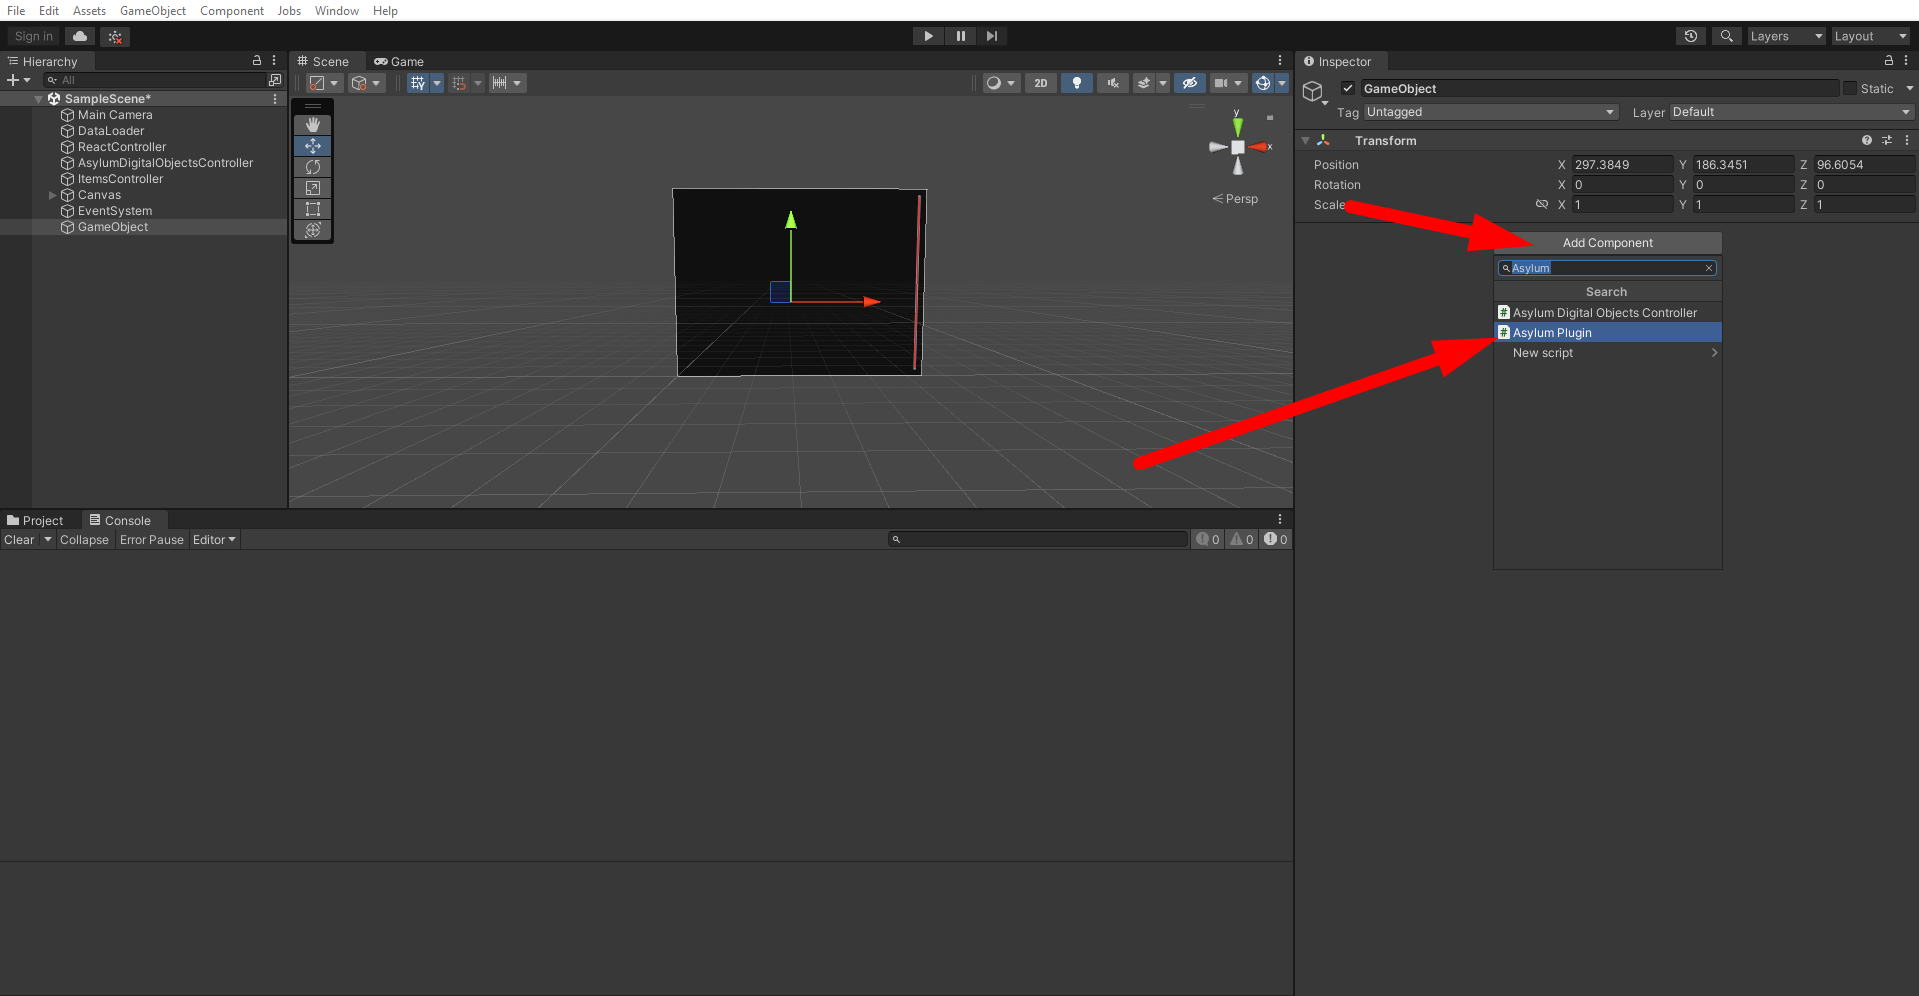 File Edit Assets GameObject Component Jobs Window Help
Sign in
Layers Layout
Hierarchy
All
SampleScene*
Main Camera
DataLoader
ReactController
AsylumDigitalObjectsController
ItemsController
Canvas
EventSystem
GameObject
Scene Game
2D
y
x
Persp
Inspector
GameObject Static
Tag Untagged Layer Default
Transform
Position X 297.3849 Y 186.3451 Z 96.6054
Rotation X 0 Y 0 Z 0
Scale X 1 Y 1 Z 1
Add Component
Asylum
Search
# Asylum Digital Objects Controller
# Asylum Plugin
New script
Project Console
Clear Collapse Error Pause Editor
0 0 0